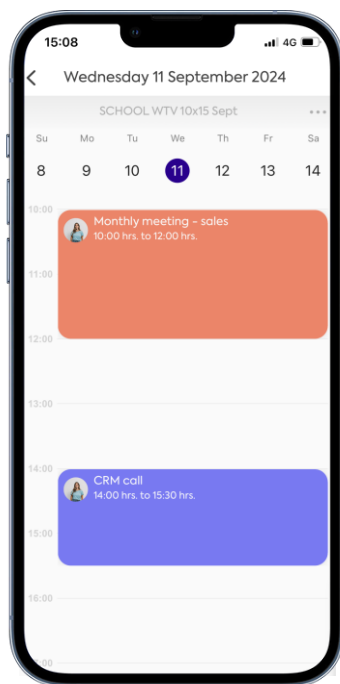 15:08
4G
Wednesday 11 September 2024
SCHOOL WTV 10x15 Sept
Su Mo Tu We Th Fr Sa
8 9 10 11 12 13 14
10:00
Monthly meeting - sales
10:00 hrs. to 12:00 hrs.
11:00
12:00
13:00
14:00
CRM call
14:00 hrs. to 15:30 hrs.
15:00
16:00